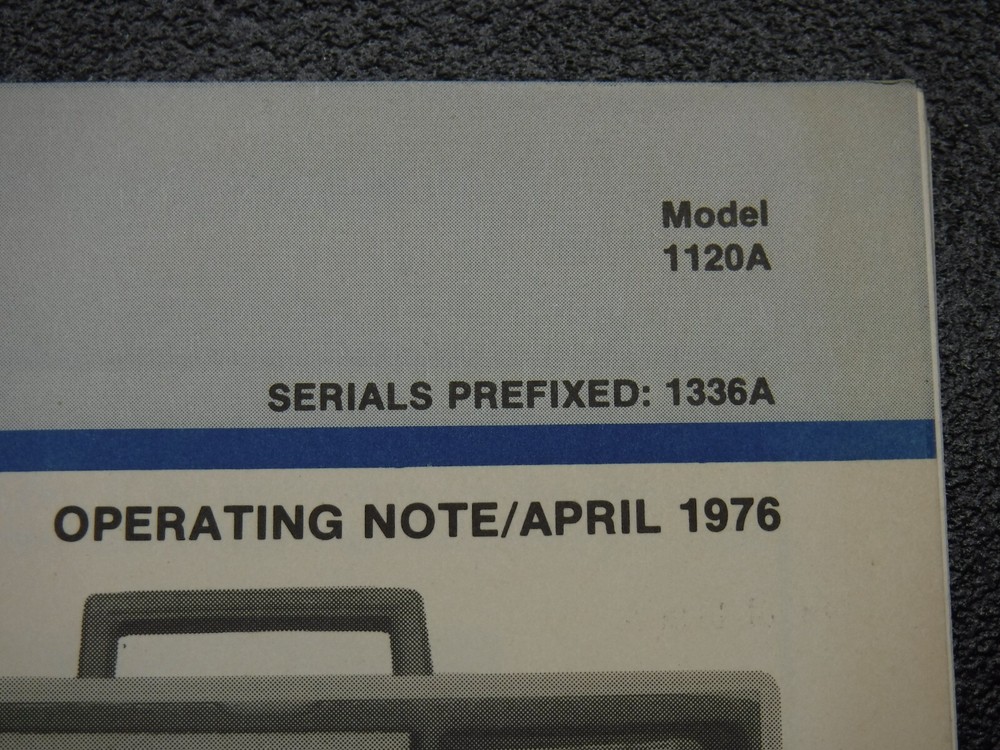 Model
1120A
SERIALS PREFIXED: 1336A
OPERATING NOTE/APRIL 1976